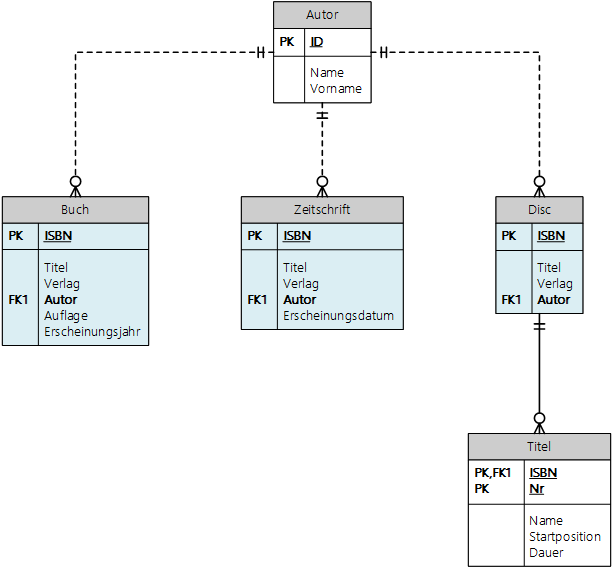 Autor
PK ID
Name
Vorname
Buch
PK ISBN
Titel
Verlag
FK1 Autor
Auflage
Erscheinungsjahr
Zeitschrift
PK ISBN
Titel
Verlag
FK1 Autor
Erscheinungsdatum
Disc
PK ISBN
Titel
Verlag
FK1 Autor
Titel
PK,FK1 ISBN
PK Nr
Name
Startposition
Dauer